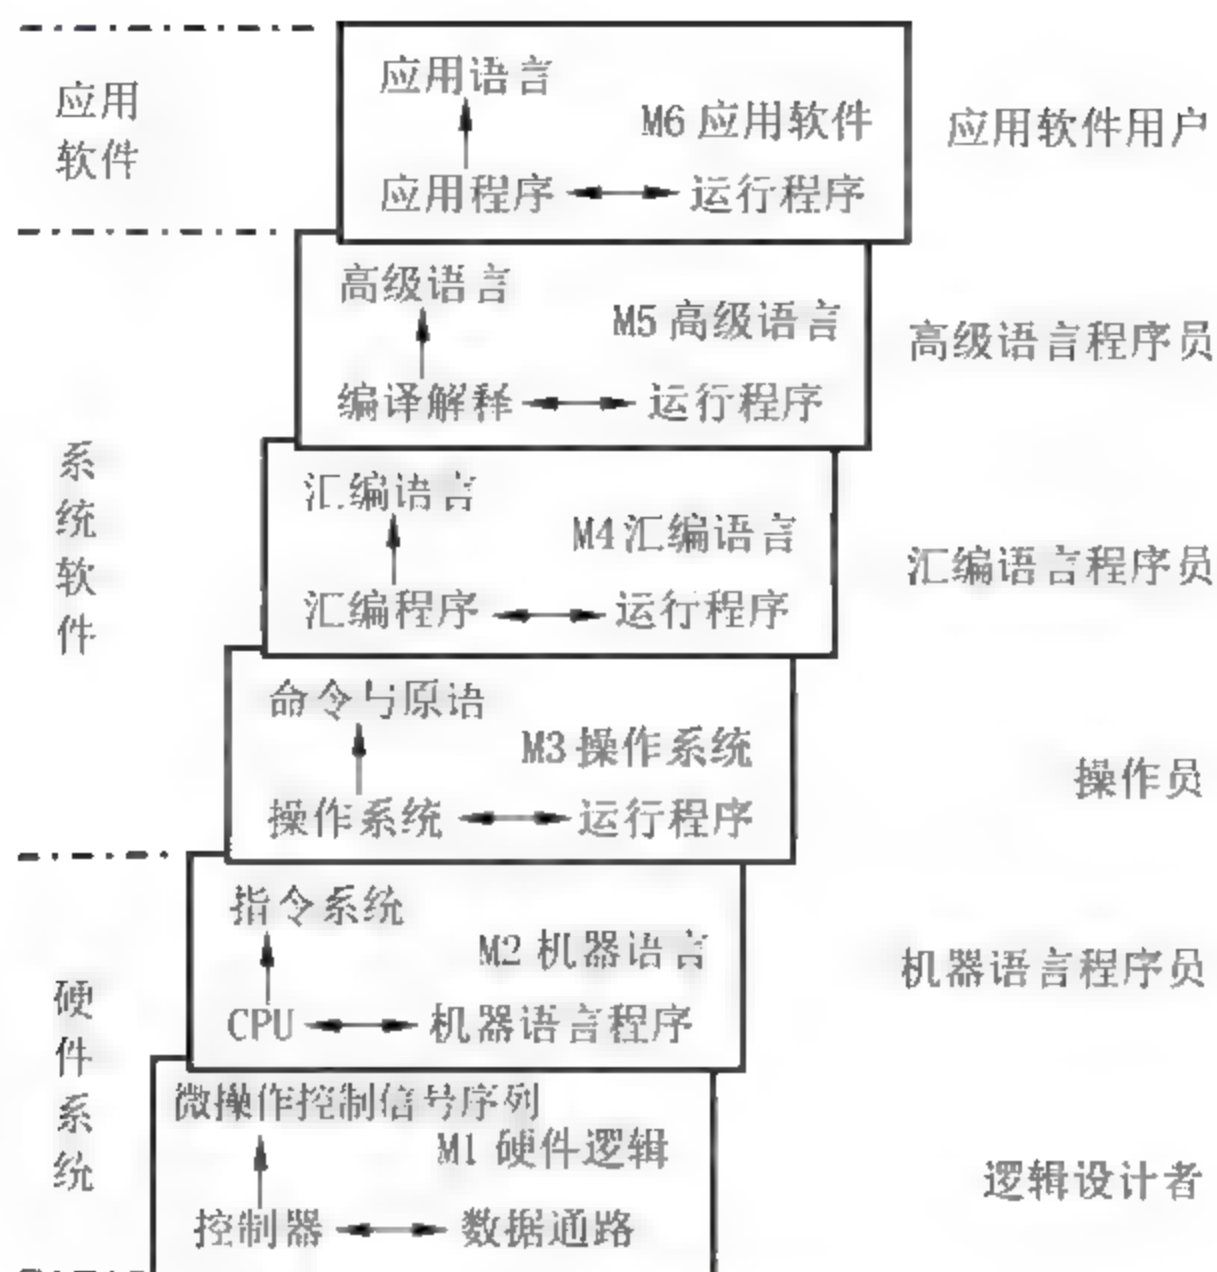 应用
软件
应用语言
M6 应用软件
应用程序
运行程序
应用软件用户
系
统
软
件
高级语言
M5 高级语言
编译解释
运行程序
高级语言程序员
汇编语言
M4 汇编语言
汇编程序
运行程序
汇编语言程序员
命令与原语
M3 操作系统
操作系统
运行程序
操作员
硬
件
系
统
指令系统
M2 机器语言
CPU
机器语言程序
机器语言程序员
微操作控制信号序列
M1 硬件逻辑
控制器
数据通路
逻辑设计者